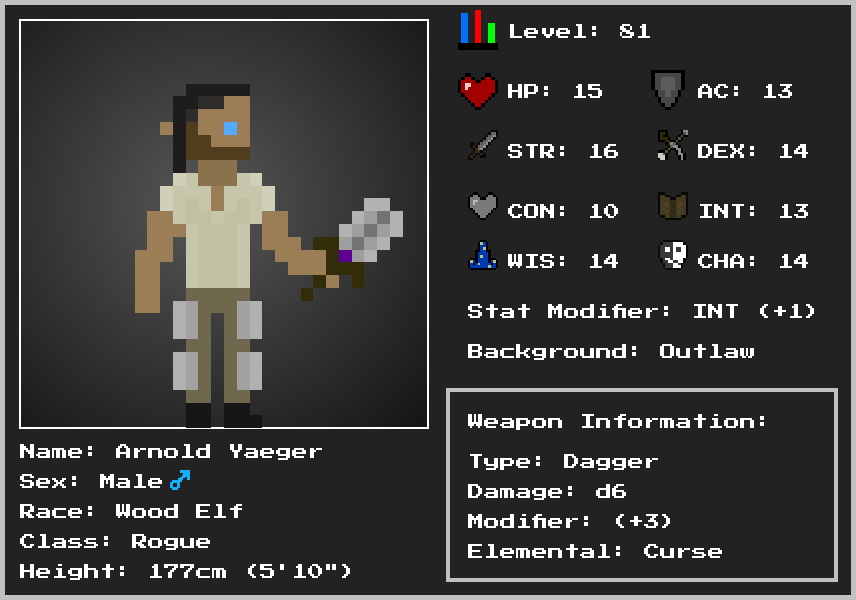 Level: 81
HP: 15
AC: 13
STR: 16
DEX: 14
CON: 10
INT: 13
WIS: 14
CHA: 14
Stat Modifier: INT (+1)
Background: Outlaw
Weapon Information:
Type: Dagger
Damage: d6
Modifier: (+3)
Elemental: Curse
Name: Arnold Yaeger
Sex: Male ♂
Race: Wood Elf
Class: Rogue
Height: 177cm (5'10")